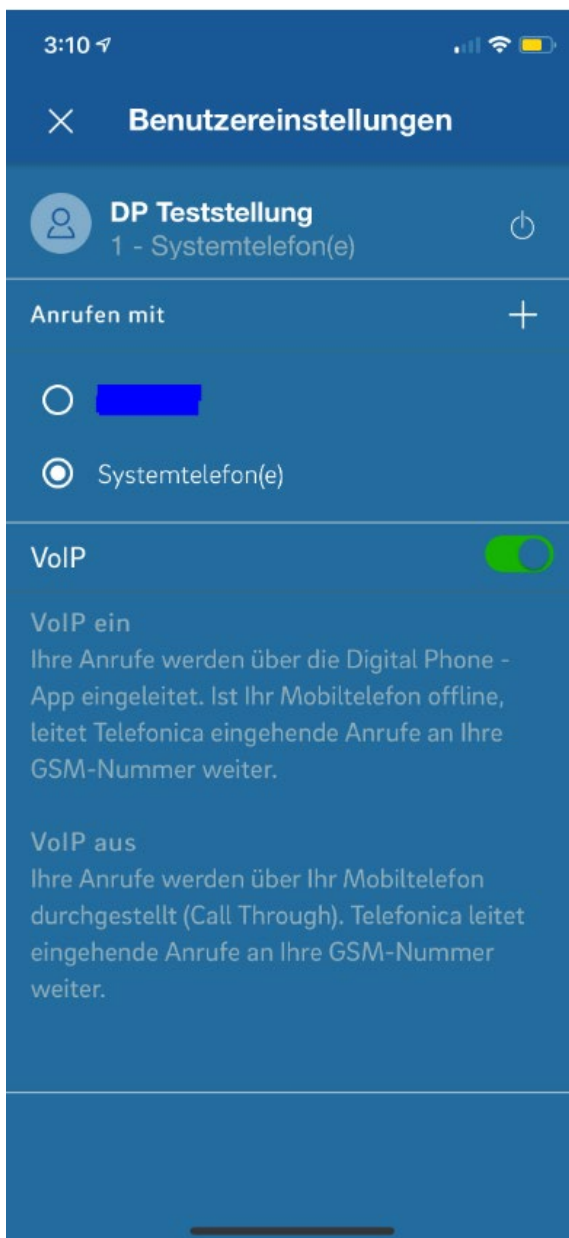 3:10
Benutzereinstellungen
DP Teststellung
1 - Systemtelefon(e)
Anrufen mit
Systemtelefon(e)
VoIP
VoIP ein
Ihre Anrufe werden über die Digital Phone -
App eingeleitet. Ist Ihr Mobiltelefon offline,
leitet Telefonica eingehende Anrufe an Ihre
GSM-Nummer weiter.
VoIP aus
Ihre Anrufe werden über Ihr Mobiltelefon
durchgestellt (Call Through). Telefonica leitet
eingehende Anrufe an Ihre GSM-Nummer
weiter.